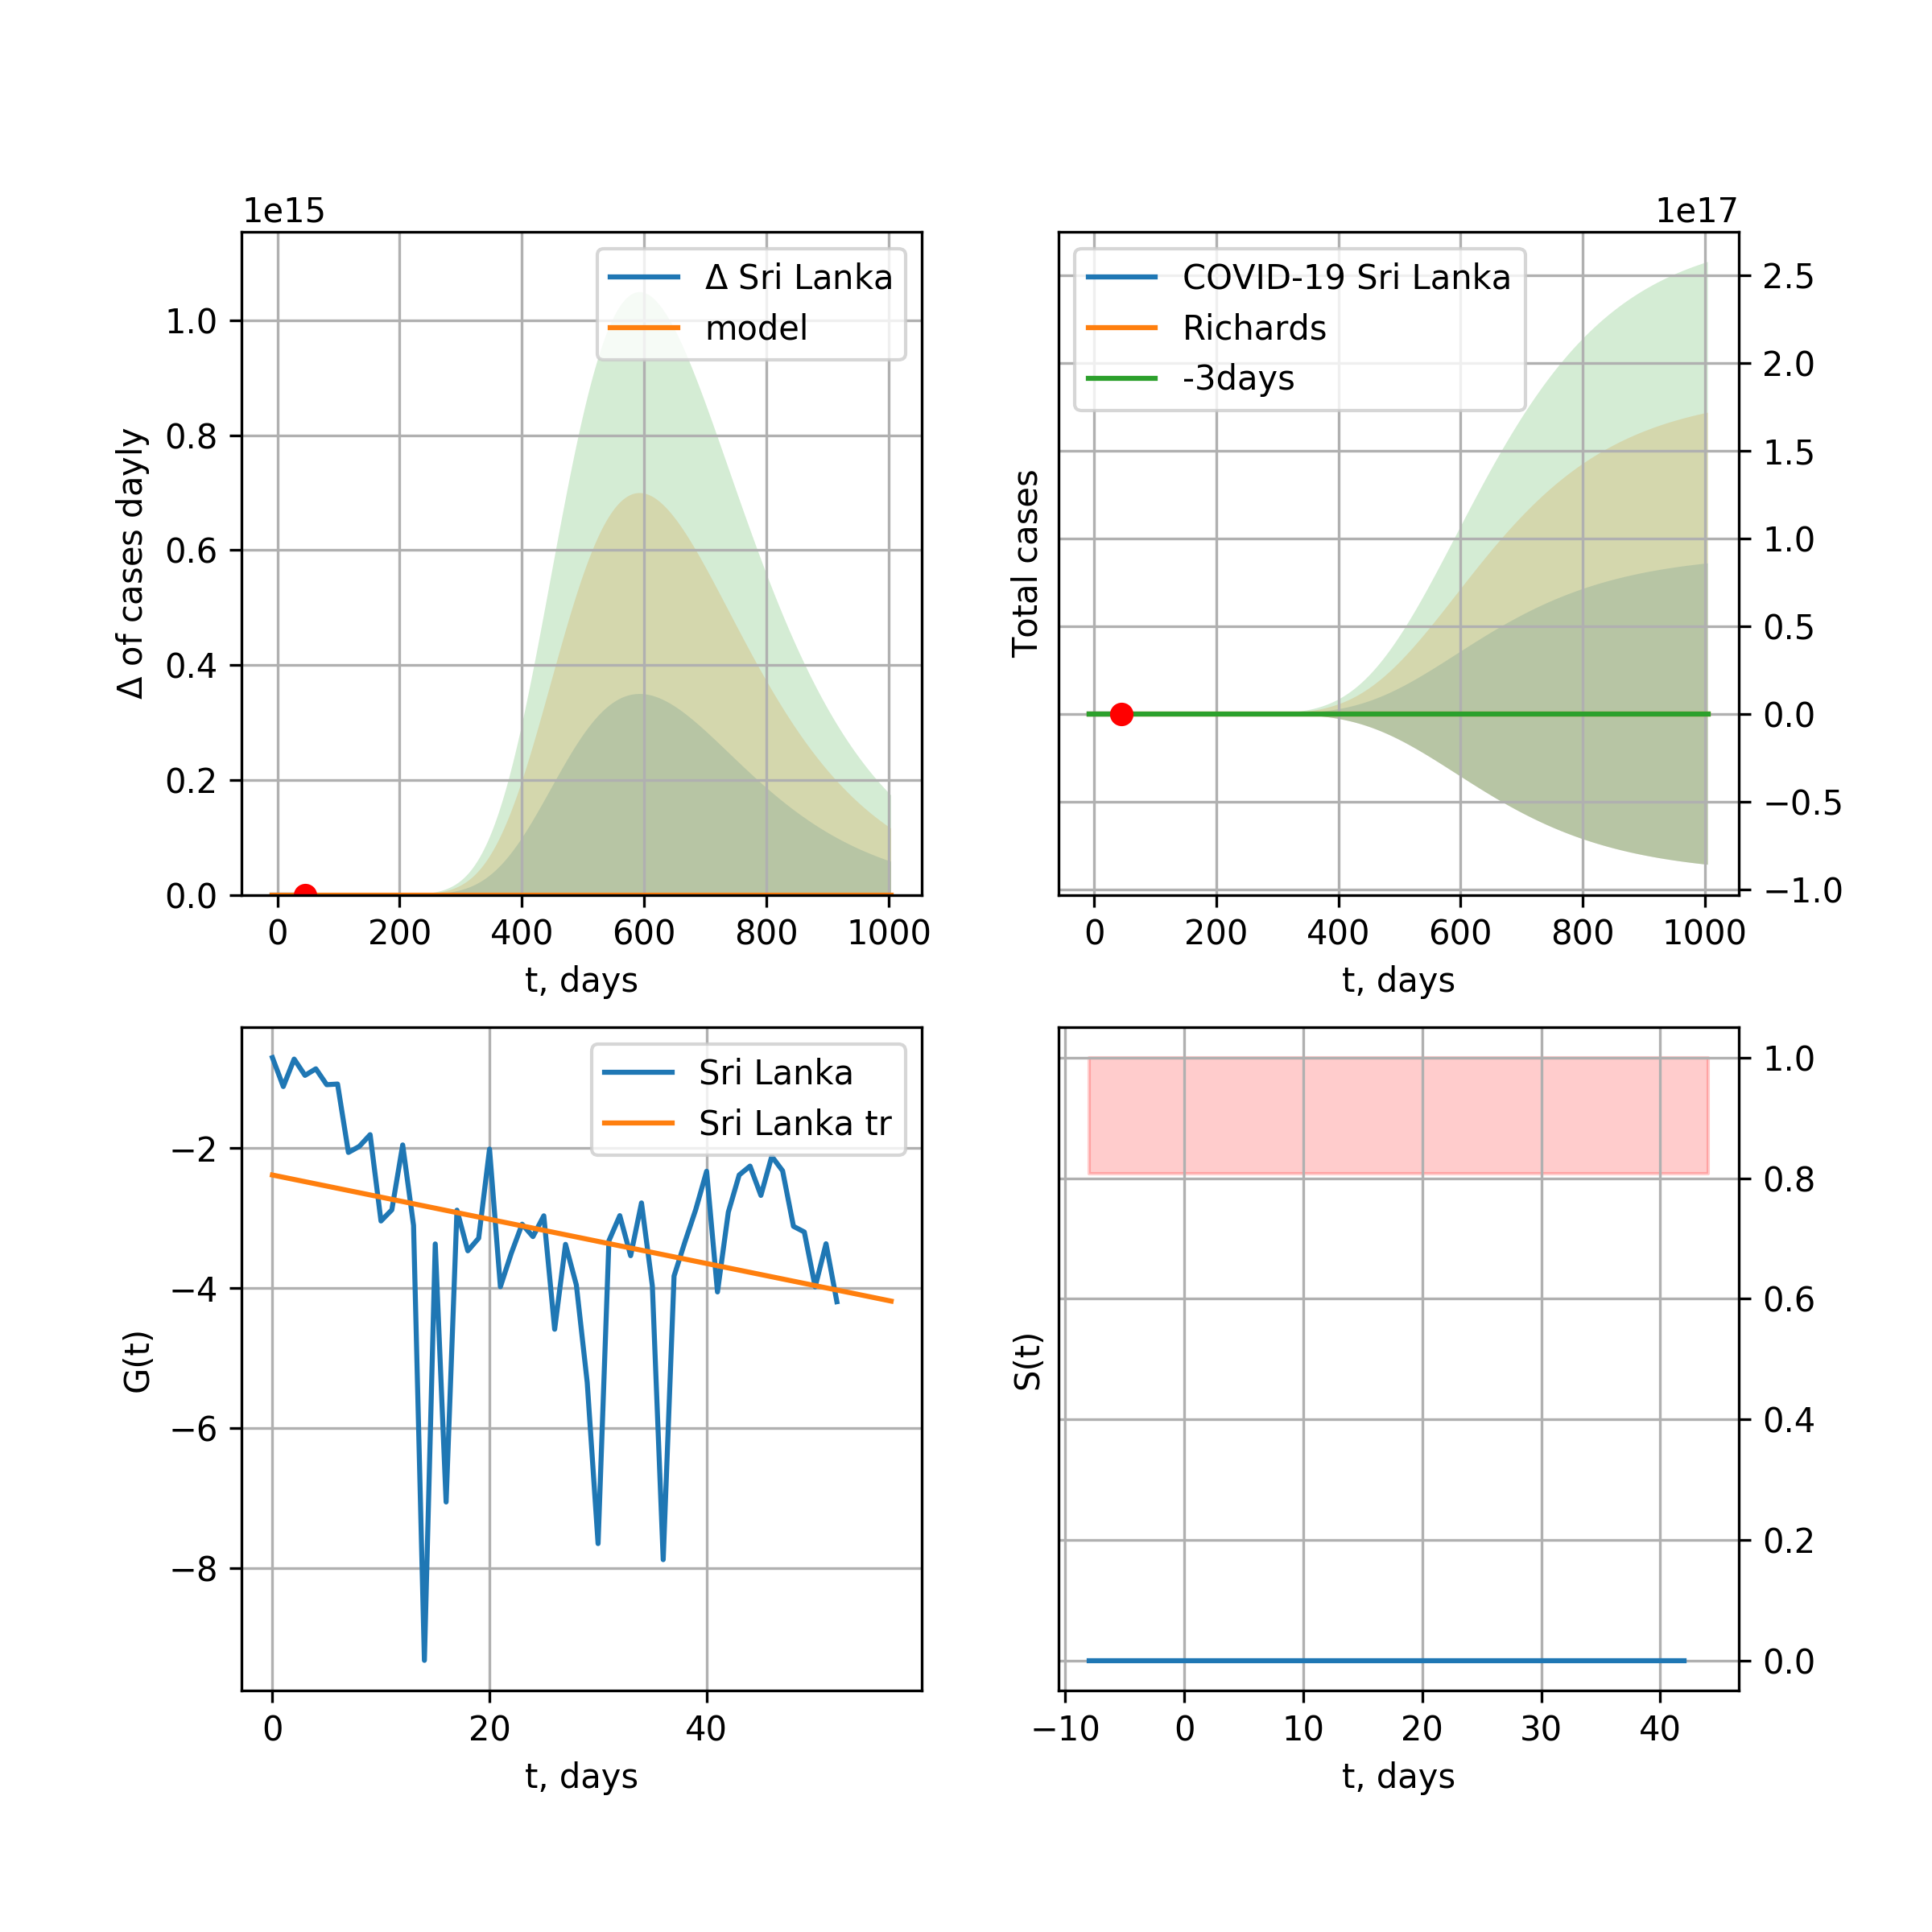 1e15
Δ Sri Lanka
model
Δ of cases dayly
1.0
0.8
0.6
0.4
0.2
0.0
0 200 400 600 800 1000
t, days
1e17
COVID-19 Sri Lanka
Richards
-3days
Total cases
2.5
2.0
1.5
1.0
0.5
0.0
−0.5
−1.0
0 200 400 600 800 1000
t, days
Sri Lanka
Sri Lanka tr
G(t)
−2
−4
−6
−8
0 20 40
t, days
S(t)
1.0
0.8
0.6
0.4
0.2
0.0
−10 0 10 20 30 40
t, days